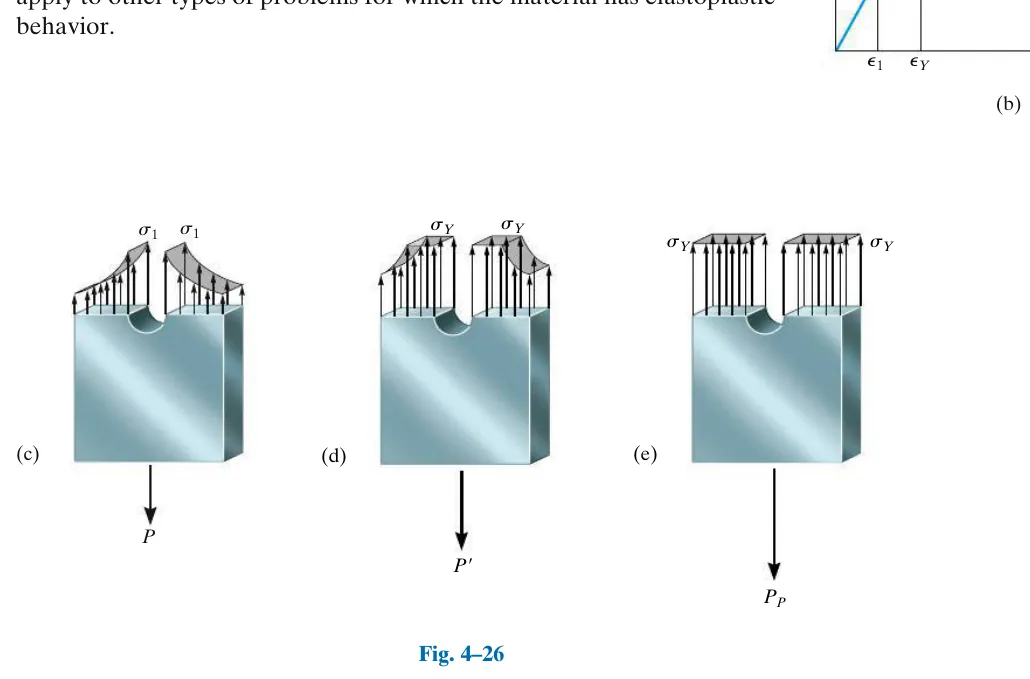 apply to other types of problems for which the material has elastoplastic
behavior.
ϵ1 ϵY
(b)
σ1 σ1
σY σY
σY σY
(c)
(d)
(e)
P
P′
PP
Fig. 4–26